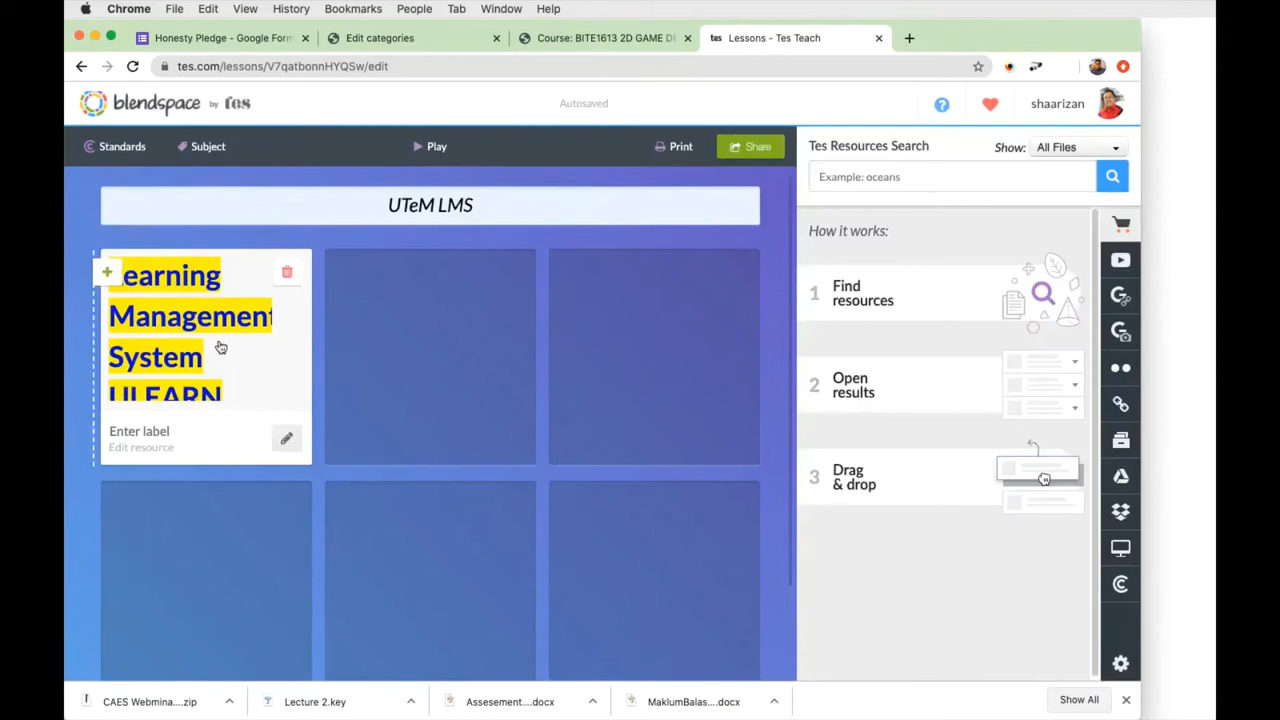 Chrome File Edit View History Bookmarks People Tab Window Help
Honesty Pledge - Google Form
Edit categories
Course: BITE1613 2D GAME DE
tes Lessons - Tes Teach
tes.com/lessons/V7qatbonnHYQSw/edit
blendspace by tes
Autosaved
shaarizan
Standards
Subject
Play
Print
Share
Tes Resources Search
Show: All Files
Example: oceans
UTeM LMS
earning
Management
System
ULEARN
Enter label
Edit resource
How it works:
1 Find
resources
2 Open
results
3 Drag
& drop
CAES Webmina....zip
Lecture 2.key
Assesement....docx
MaklumBalas....docx
Show All